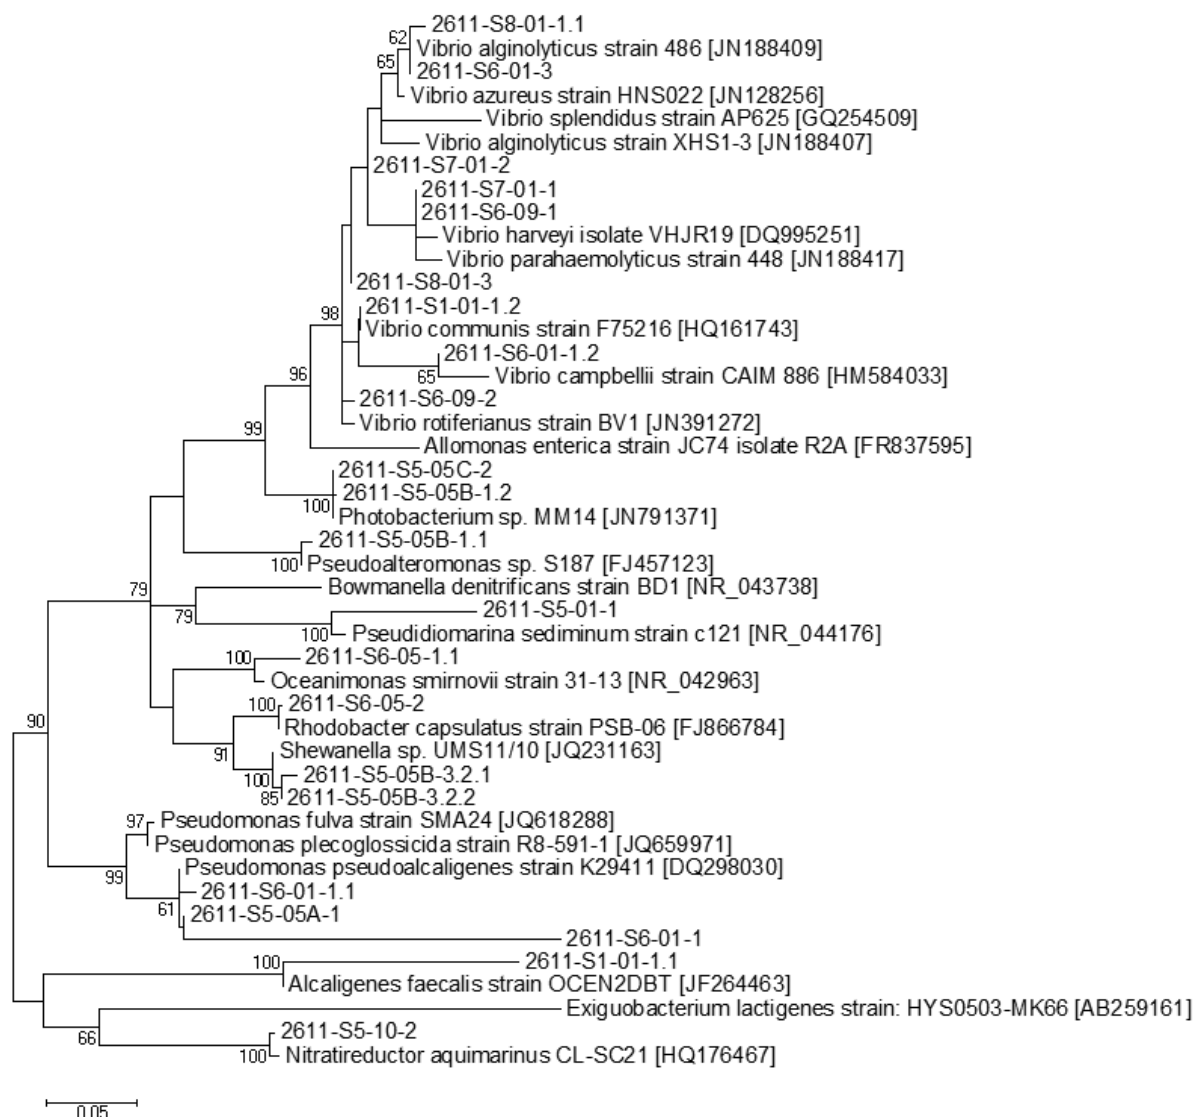 2611-S8-01-1.1
62
Vibrio alginolyticus strain 486 [JN188409]
65
2611-S6-01-3
Vibrio azureus strain HNS022 [JN128256]
Vibrio splendidus strain AP625 [GQ254509]
Vibrio alginolyticus strain XHS1-3 [JN188407]
2611-S7-01-2
2611-S7-01-1
2611-S6-09-1
Vibrio harveyi isolate VHJR19 [DQ995251]
Vibrio parahaemolyticus strain 448 [JN188417]
2611-S8-01-3
2611-S1-01-1.2
98
Vibrio communis strain F75216 [HQ161743]
2611-S6-01-1.2
96
65
Vibrio campbellii strain CAIM 886 [HM584033]
2611-S6-09-2
Vibrio rotiferianus strain BV1 [JN391272]
99
Allomonas enterica strain JC74 isolate R2A [FR837595]
2611-S5-05C-2
2611-S5-05B-1.2
100
Photobacterium sp. MM14 [JN791371]
2611-S5-05B-1.1
100
Pseudoalteromonas sp. S187 [FJ457123]
79
Bowmanella denitrificans strain BD1 [NR_043738]
2611-S5-01-1
79
100
Pseudidiomarina sediminum strain c121 [NR_044176]
100
2611-S6-05-1.1
Oceanimonas smirnovii strain 31-13 [NR_042963]
100
2611-S6-05-2
90
Rhodobacter capsulatus strain PSB-06 [FJ866784]
91
Shewanella sp. UMS11/10 [JQ231163]
100
2611-S5-05B-3.2.1
85
2611-S5-05B-3.2.2
97
Pseudomonas fulva strain SMA24 [JQ618288]
Pseudomonas plecoglossicida strain R8-591-1 [JQ659971]
99
Pseudomonas pseudoalcaligenes strain K29411 [DQ298030]
2611-S6-01-1.1
61
2611-S5-05A-1
2611-S6-01-1
100
2611-S1-01-1.1
Alcaligenes faecalis strain OCEN2DBT [JF264463]
Exiguobacterium lactigenes strain: HYS0503-MK66 [AB259161]
66
2611-S5-10-2
100
Nitratireductor aquimarinus CL-SC21 [HQ176467]
0.05